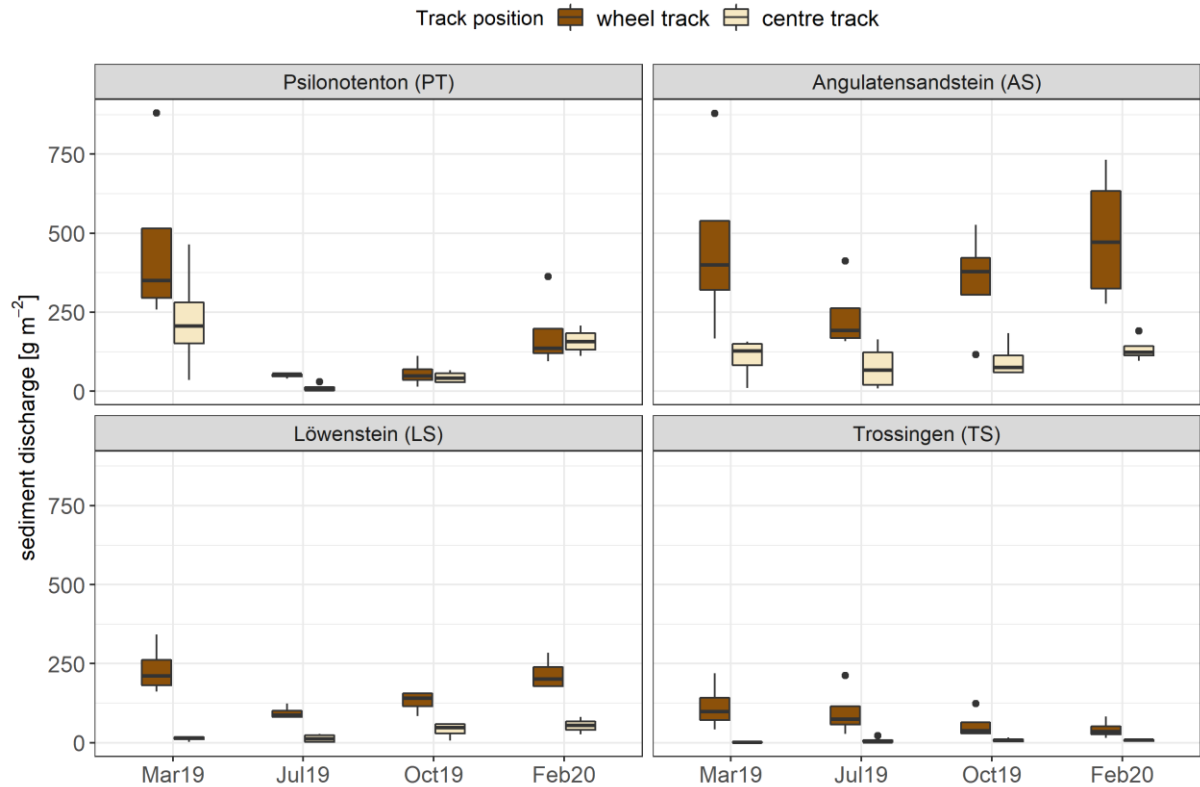 Track position wheel track centre track
Psilonotenton (PT) Angulatensandstein (AS)
750
500
250
0
sediment discharge [g m⁻²]
Löwenstein (LS) Trossingen (TS)
750
500
250
0
Mar19 Jul19 Oct19 Feb20 Mar19 Jul19 Oct19 Feb20